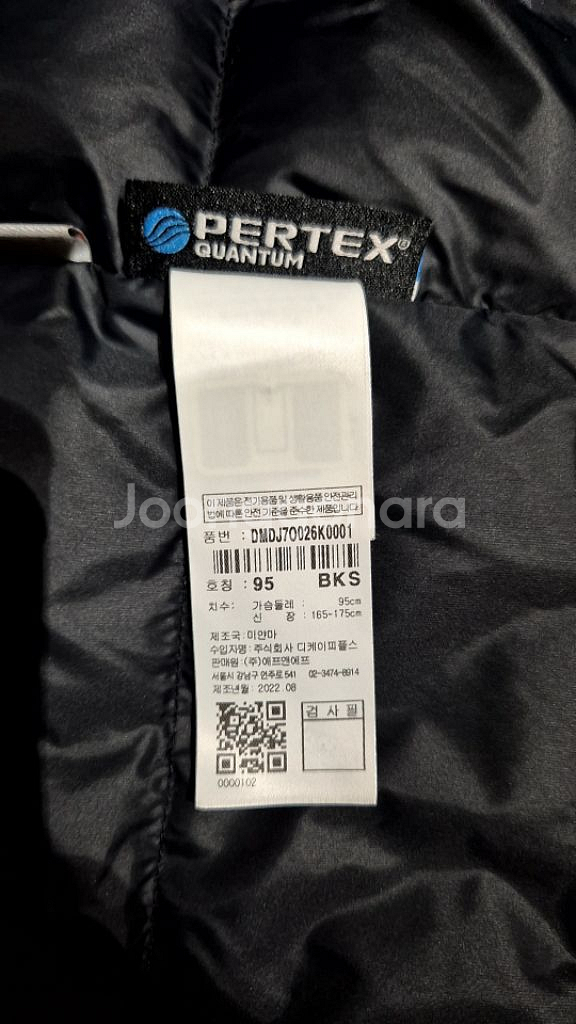 PERTEX®
QUANTUM
이 제품은 전기용품 및 생활용품 안전관리
법에 따른 안전 기준을 준수한 제품입니다.
품번 : DMDJ7O026K0001
호칭 : 95 BKS
치수: 가슴둘레 : 95cm
신 장 : 165-175cm
제조국: 미얀마
수입자명: 주식회사 디케이피플스
판매원 : (주)에프앤에프
서울시 강남구 언주로 541 02-3474-8914
제조년월: 2022. 08
검 사 필
0000102